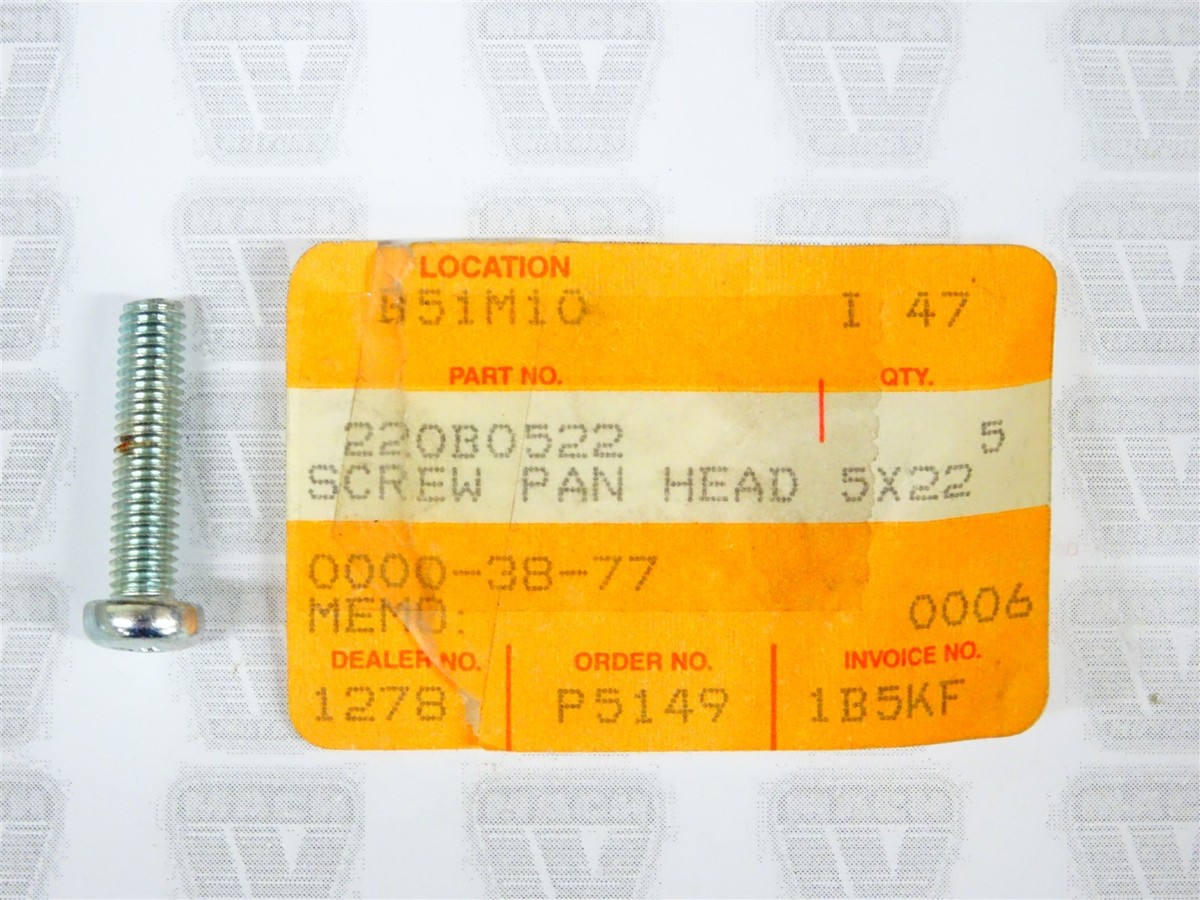 LOCATION
B51M10 I 47
PART NO. QTY.
220B0522 5
SCREW PAN HEAD 5X22
0000-38-77
MEMO: 0006
DEALER NO. ORDER NO. INVOICE NO.
1278 P5149 1B5KF